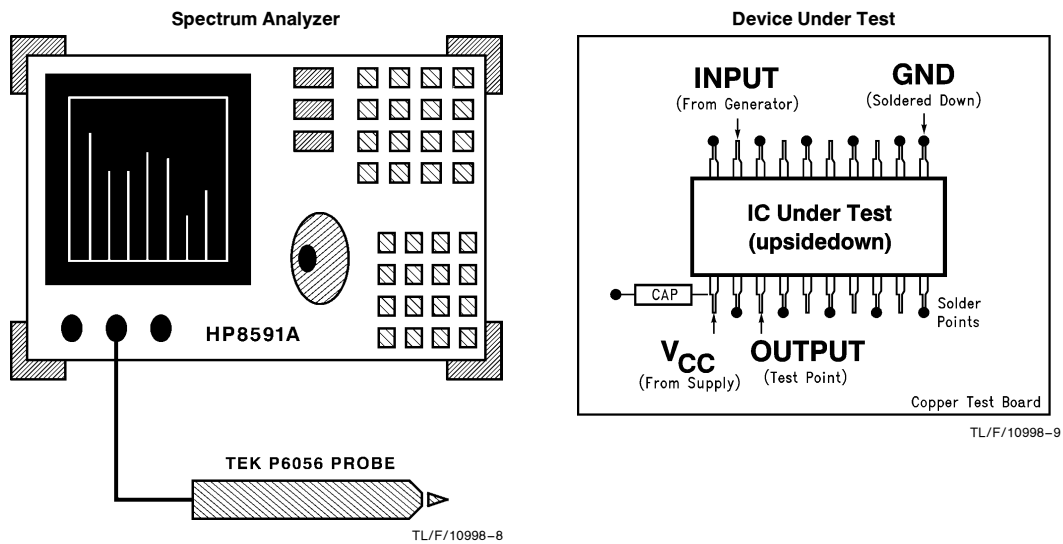 Spectrum Analyzer
HP8591A
TEK P6056 PROBE
TL/F/10998–8
Device Under Test
INPUT
(From Generator)
GND
(Soldered Down)
IC Under Test
(upsidedown)
CAP
Solder
Points
VCC
(From Supply)
OUTPUT
(Test Point)
Copper Test Board
TL/F/10998–9